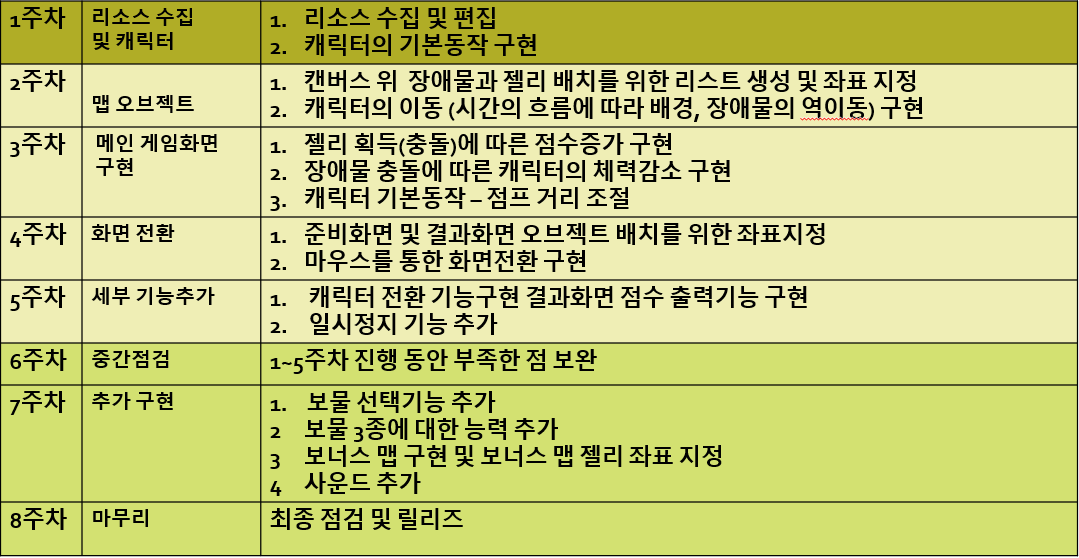 1주차
리소스 수집
및 캐릭터
1. 리소스 수집 및 편집
2. 캐릭터의 기본동작 구현
2주차
맵 오브젝트
1. 캔버스 위 장애물과 젤리 배치를 위한 리스트 생성 및 좌표 지정
2. 캐릭터의 이동 (시간의 흐름에 따라 배경, 장애물의 역이동) 구현
3주차
메인 게임화면
구현
1. 젤리 획득(충돌)에 따른 점수증가 구현
2. 장애물 충돌에 따른 캐릭터의 체력감소 구현
3. 캐릭터 기본동작 – 점프 거리 조절
4주차
화면 전환
1. 준비화면 및 결과화면 오브젝트 배치를 위한 좌표지정
2. 마우스를 통한 화면전환 구현
5주차
세부 기능추가
1. 캐릭터 전환 기능구현 결과화면 점수 출력기능 구현
2. 일시정지 기능 추가
6주차
중간점검
1~5주차 진행 동안 부족한 점 보완
7주차
추가 구현
1. 보물 선택기능 추가
2 보물 3종에 대한 능력 추가
3 보너스 맵 구현 및 보너스 맵 젤리 좌표 지정
4 사운드 추가
8주차
마무리
최종 점검 및 릴리즈